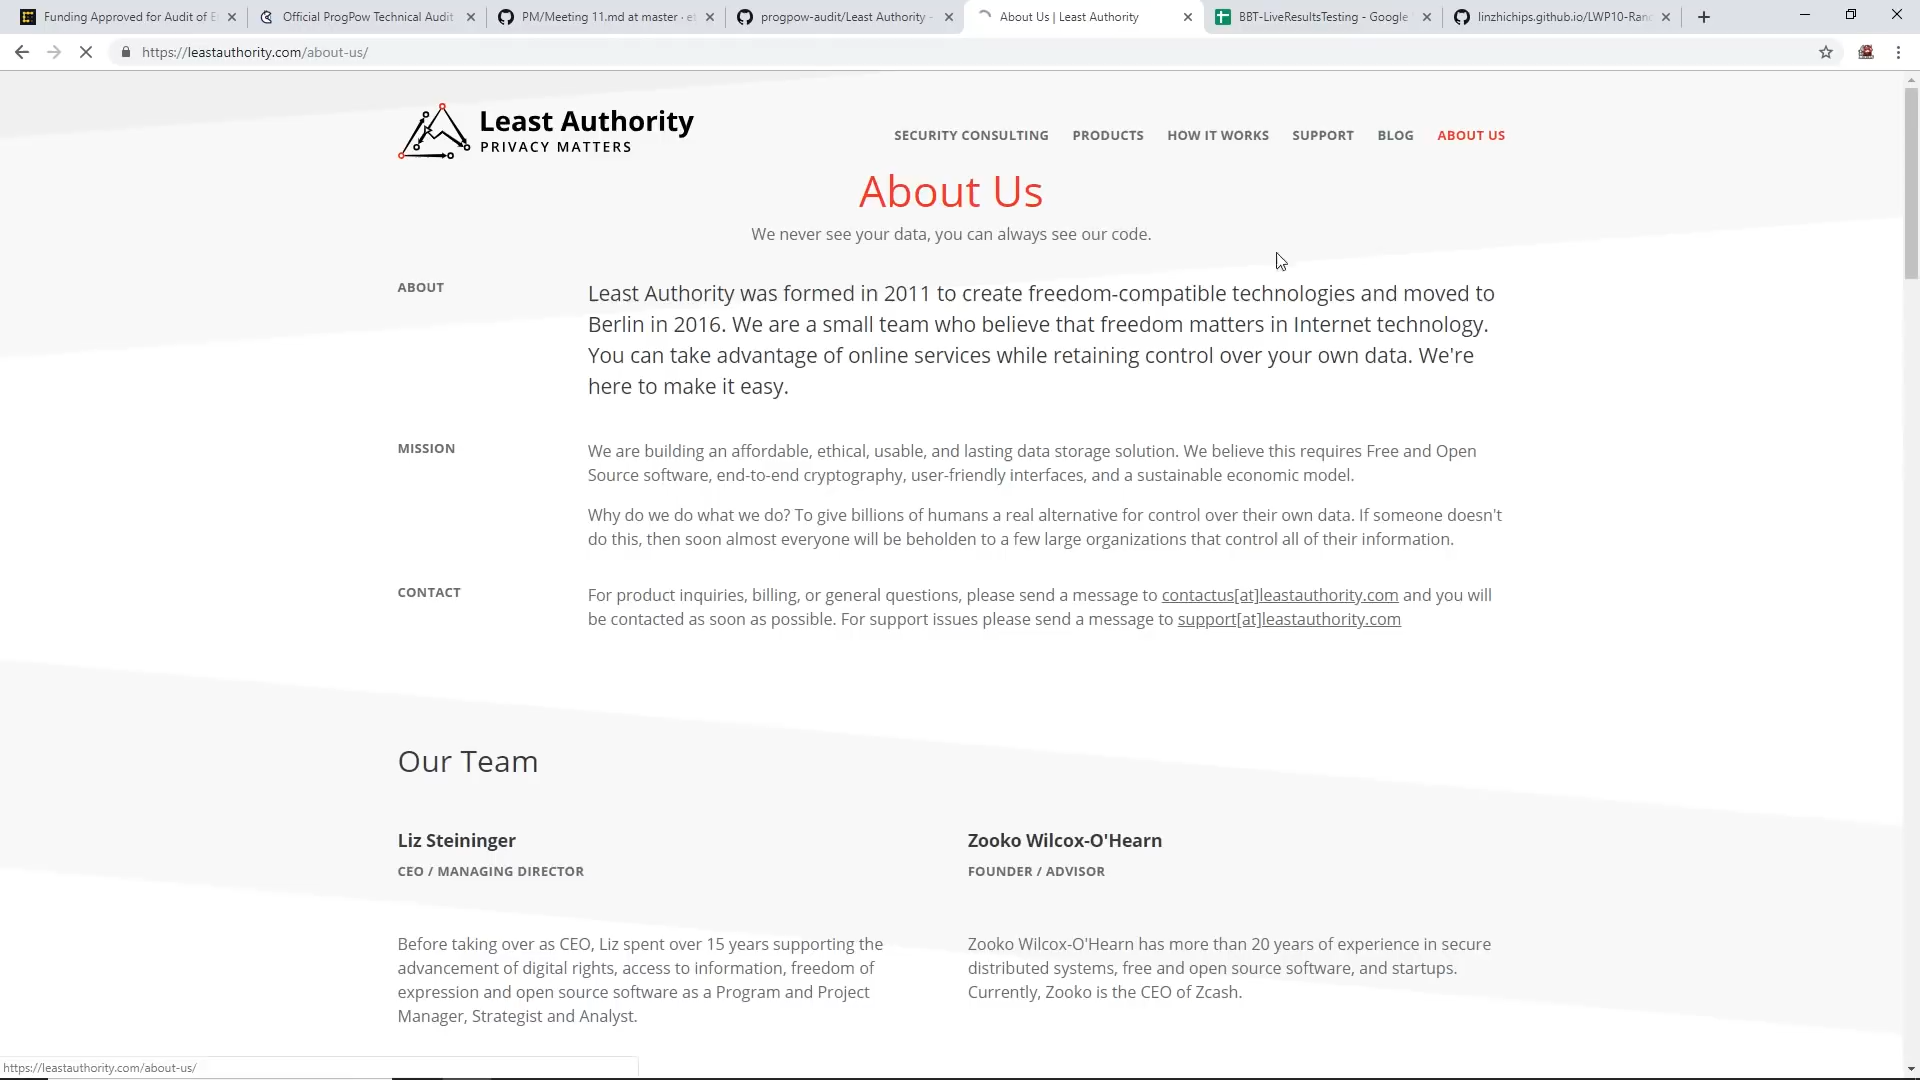 Funding Approved for Audit of E
Official ProgPow Technical Audit
PM/Meeting 11.md at master · et
progpow-audit/Least Authority -
About Us | Least Authority
BBT-LiveResultsTesting - Google
linzhichips.github.io/LWP10-Ran
https://leastauthority.com/about-us/
Least Authority
PRIVACY MATTERS
SECURITY CONSULTING
PRODUCTS
HOW IT WORKS
SUPPORT
BLOG
ABOUT US
About Us
We never see your data, you can always see our code.
ABOUT
Least Authority was formed in 2011 to create freedom-compatible technologies and moved to
Berlin in 2016. We are a small team who believe that freedom matters in Internet technology.
You can take advantage of online services while retaining control over your own data. We're
here to make it easy.
MISSION
We are building an affordable, ethical, usable, and lasting data storage solution. We believe this requires Free and Open
Source software, end-to-end cryptography, user-friendly interfaces, and a sustainable economic model.
Why do we do what we do? To give billions of humans a real alternative for control over their own data. If someone doesn't
do this, then soon almost everyone will be beholden to a few large organizations that control all of their information.
CONTACT
For product inquiries, billing, or general questions, please send a message to contactus[at]leastauthority.com and you will
be contacted as soon as possible. For support issues please send a message to support[at]leastauthority.com
Our Team
Liz Steininger
CEO / MANAGING DIRECTOR
Before taking over as CEO, Liz spent over 15 years supporting the
advancement of digital rights, access to information, freedom of
expression and open source software as a Program and Project
Manager, Strategist and Analyst.
Zooko Wilcox-O'Hearn
FOUNDER / ADVISOR
Zooko Wilcox-O'Hearn has more than 20 years of experience in secure
distributed systems, free and open source software, and startups.
Currently, Zooko is the CEO of Zcash.
https://leastauthority.com/about-us/